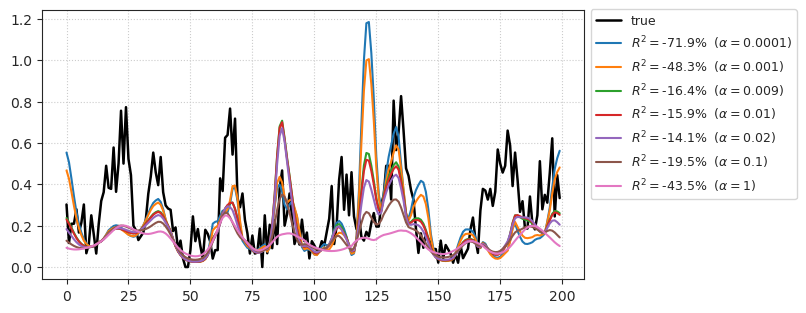 1.2
1.0
0.8
0.6
0.4
0.2
0.0
0 25 50 75 100 125 150 175 200
true
R² = -71.9% (α = 0.0001)
R² = -48.3% (α = 0.001)
R² = -16.4% (α = 0.009)
R² = -15.9% (α = 0.01)
R² = -14.1% (α = 0.02)
R² = -19.5% (α = 0.1)
R² = -43.5% (α = 1)